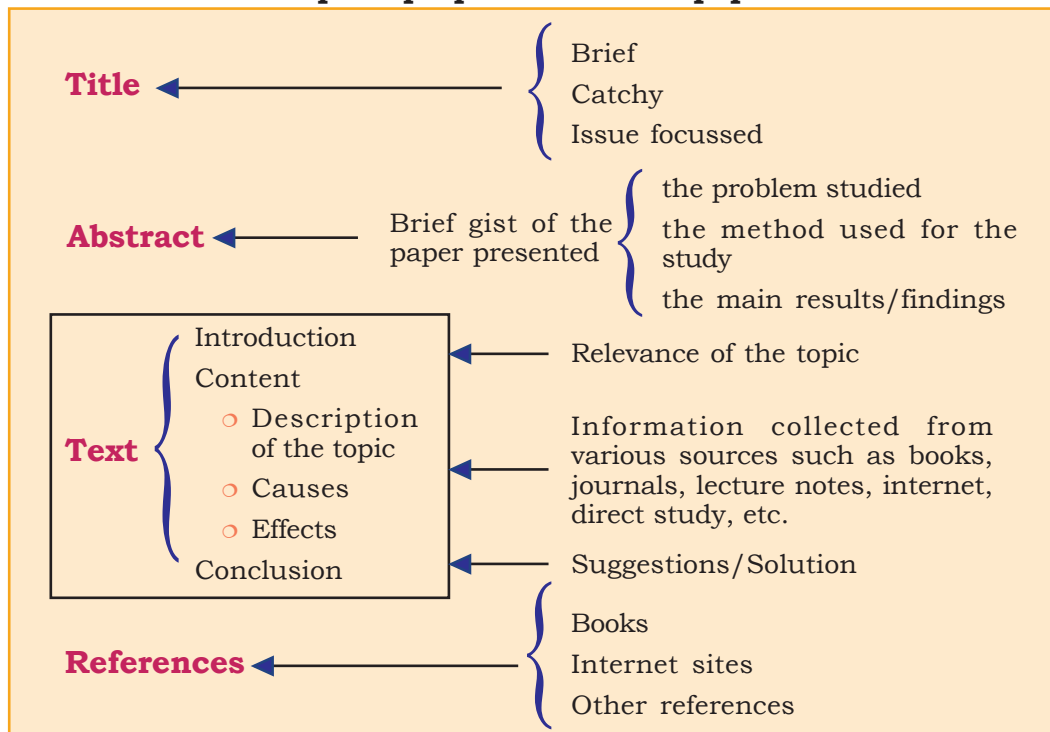 Title
Brief
Catchy
Issue focussed
Abstract
Brief gist of the
paper presented
the problem studied
the method used for the
study
the main results/findings
Text
Introduction
Content
Description
of the topic
Causes
Effects
Conclusion
Relevance of the topic
Information collected from
various sources such as books,
journals, lecture notes, internet,
direct study, etc.
Suggestions/Solution
References
Books
Internet sites
Other references